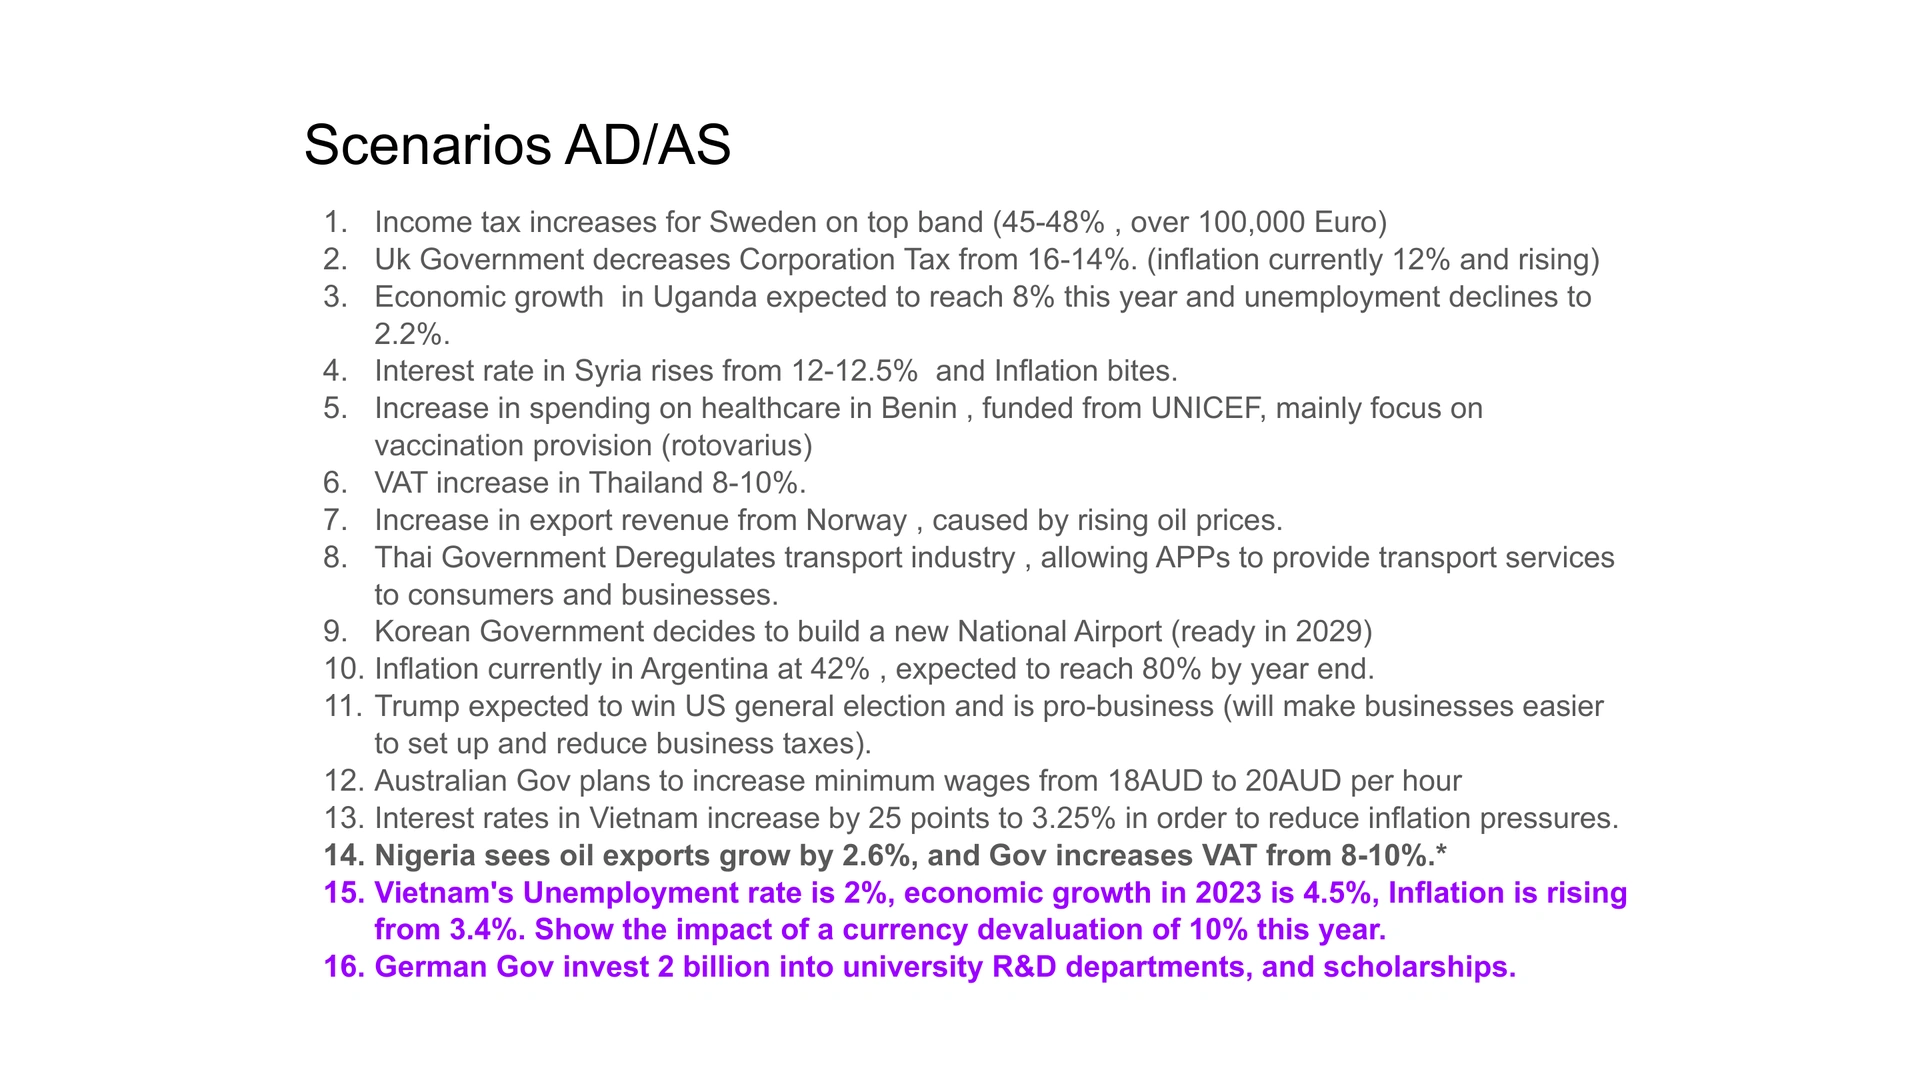 Scenarios AD/AS
1. Income tax increases for Sweden on top band (45-48% , over 100,000 Euro)
2. Uk Government decreases Corporation Tax from 16-14%. (inflation currently 12% and rising)
3. Economic growth  in Uganda expected to reach 8% this year and unemployment declines to
2.2%.
4. Interest rate in Syria rises from 12-12.5%  and Inflation bites.
5. Increase in spending on healthcare in Benin , funded from UNICEF, mainly focus on
vaccination provision (rotovarius)
6. VAT increase in Thailand 8-10%.
7. Increase in export revenue from Norway , caused by rising oil prices.
8. Thai Government Deregulates transport industry , allowing APPs to provide transport services
to consumers and businesses.
9. Korean Government decides to build a new National Airport (ready in 2029)
10. Inflation currently in Argentina at 42% , expected to reach 80% by year end.
11. Trump expected to win US general election and is pro-business (will make businesses easier
to set up and reduce business taxes).
12. Australian Gov plans to increase minimum wages from 18AUD to 20AUD per hour
13. Interest rates in Vietnam increase by 25 points to 3.25% in order to reduce inflation pressures.
14. Nigeria sees oil exports grow by 2.6%, and Gov increases VAT from 8-10%.*
15. Vietnam's Unemployment rate is 2%, economic growth in 2023 is 4.5%, Inflation is rising
from 3.4%. Show the impact of a currency devaluation of 10% this year.
16. German Gov invest 2 billion into university R&D departments, and scholarships.